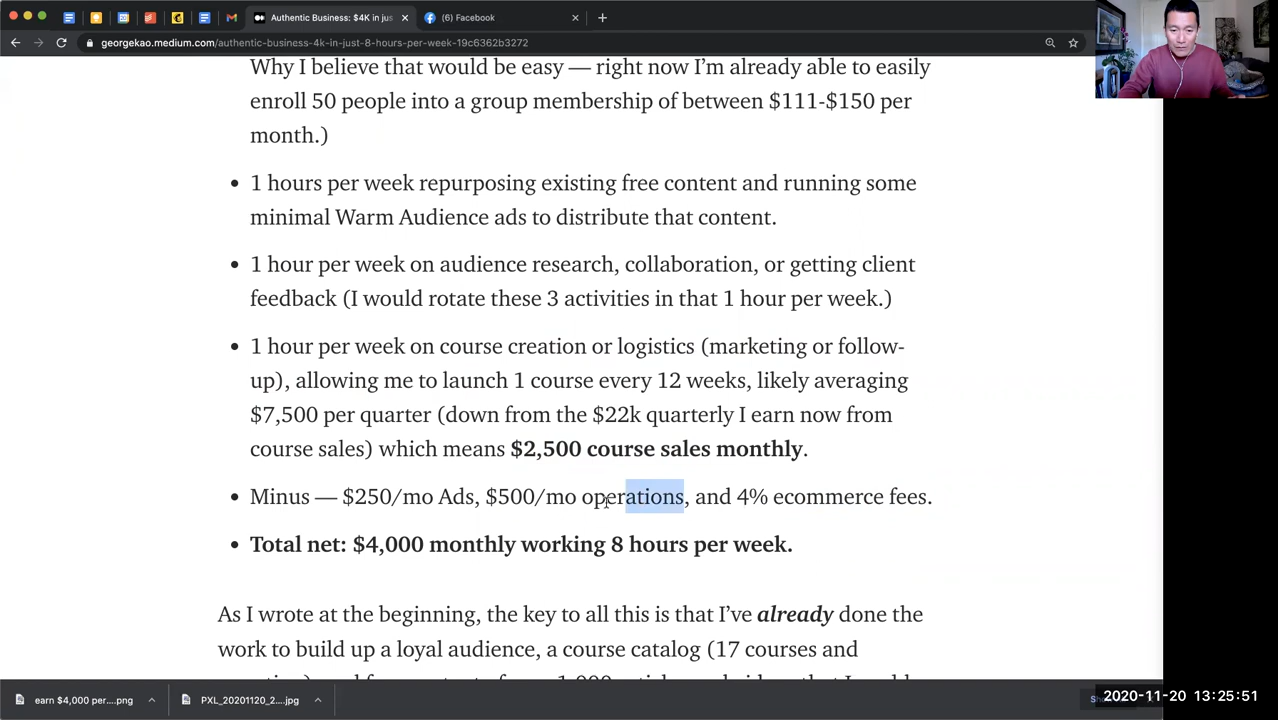 Authentic Business: $4K in jus
(6) Facebook
georgekao.medium.com/authentic-business-4k-in-just-8-hours-per-week-19c6362b3272
Why I believe that would be easy — right now I'm already able to easily
enroll 50 people into a group membership of between $111-$150 per
month.)
• 1 hours per week repurposing existing free content and running some
minimal Warm Audience ads to distribute that content.
• 1 hour per week on audience research, collaboration, or getting client
feedback (I would rotate these 3 activities in that 1 hour per week.)
• 1 hour per week on course creation or logistics (marketing or follow-
up), allowing me to launch 1 course every 12 weeks, likely averaging
$7,500 per quarter (down from the $22k quarterly I earn now from
course sales) which means $2,500 course sales monthly.
• Minus — $250/mo Ads, $500/mo operations, and 4% ecommerce fees.
• Total net: $4,000 monthly working 8 hours per week.
As I wrote at the beginning, the key to all this is that I've already done the
work to build up a loyal audience, a course catalog (17 courses and
earn $4,000 per....png
PXL_20201120_2....jpg
2020-11-20 13:25:51